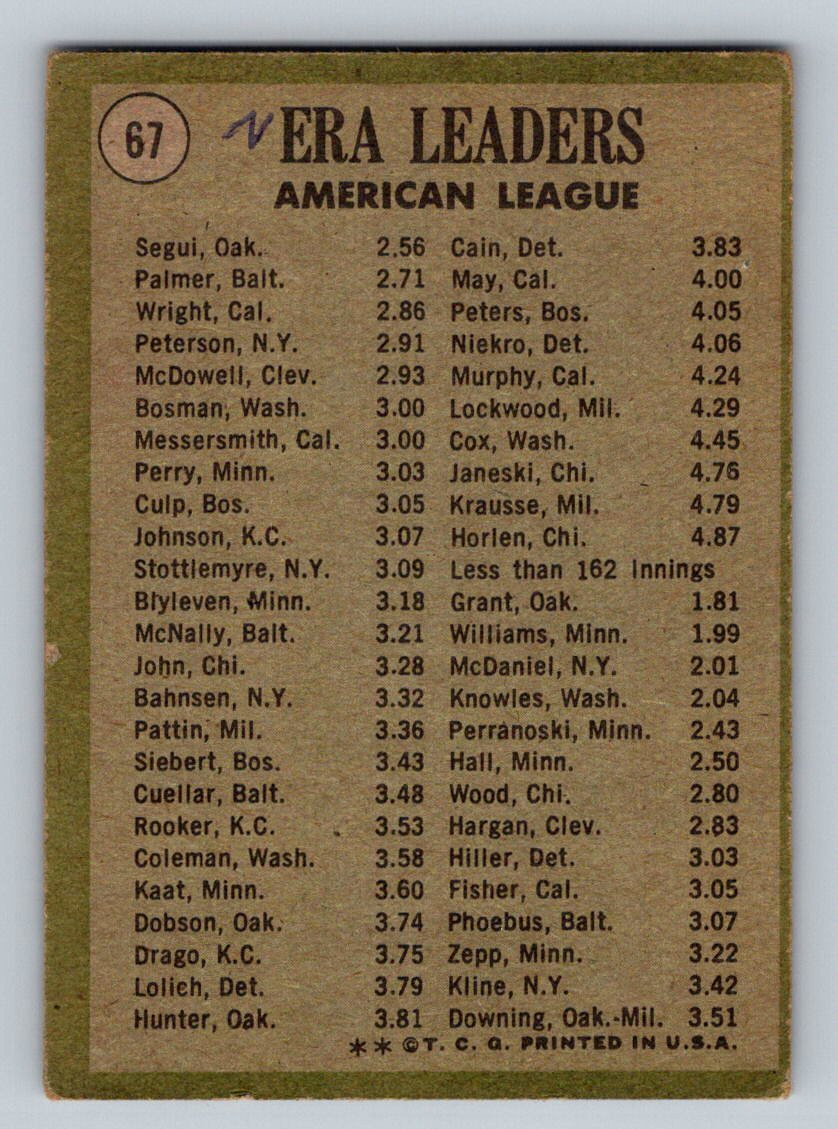 67
ERA LEADERS
AMERICAN LEAGUE
Segui, Oak. 2.56 Cain, Det. 3.83
Palmer, Balt. 2.71 May, Cal. 4.00
Wright, Cal. 2.86 Peters, Bos. 4.05
Peterson, N.Y. 2.91 Niekro, Det. 4.06
McDowell, Clev. 2.93 Murphy, Cal. 4.24
Bosman, Wash. 3.00 Lockwood, Mil. 4.29
Messersmith, Cal. 3.00 Cox, Wash. 4.45
Perry, Minn. 3.03 Janeski, Chi. 4.76
Culp, Bos. 3.05 Krausse, Mil. 4.79
Johnson, K.C. 3.07 Horlen, Chi. 4.87
Stottlemyre, N.Y. 3.09 Less than 162 Innings
Blyleven, Minn. 3.18 Grant, Oak. 1.81
McNally, Balt. 3.21 Williams, Minn. 1.99
John, Chi. 3.28 McDaniel, N.Y. 2.01
Bahnsen, N.Y. 3.32 Knowles, Wash. 2.04
Pattin, Mil. 3.36 Perranoski, Minn. 2.43
Siebert, Bos. 3.43 Hall, Minn. 2.50
Cuellar, Balt. 3.48 Wood, Chi. 2.80
Rooker, K.C. 3.53 Hargan, Clev. 2.83
Coleman, Wash. 3.58 Hiller, Det. 3.03
Kaat, Minn. 3.60 Fisher, Cal. 3.05
Dobson, Oak. 3.74 Phoebus, Balt. 3.07
Drago, K.C. 3.75 Zepp, Minn. 3.22
Lolich, Det. 3.79 Kline, N.Y. 3.42
Hunter, Oak. 3.81 Downing, Oak.-Mil. 3.51
** ©T. C. G. PRINTED IN U.S.A.